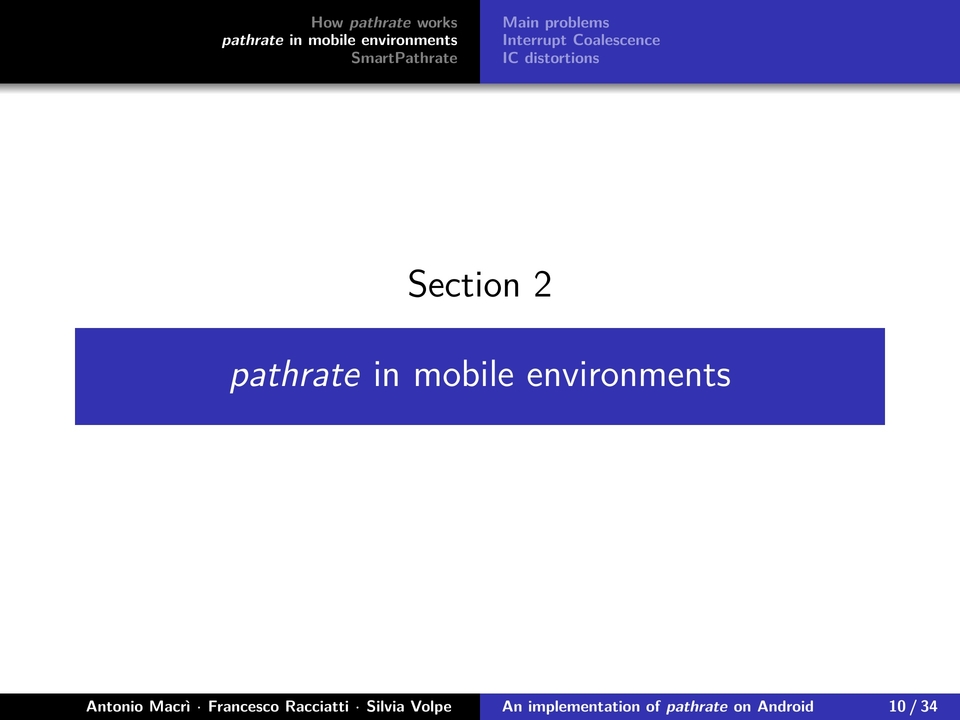 How pathrate works
pathrate in mobile environments
SmartPathrate
Main problems
Interrupt Coalescence
IC distortions
Section 2
pathrate in mobile environments
Antonio Macrì · Francesco Racciatti · Silvia Volpe
An implementation of pathrate on Android
10 / 34